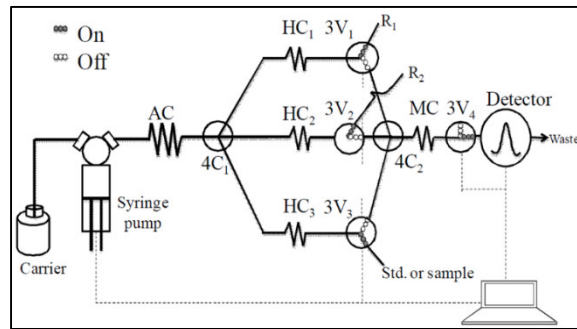 On
Off
HC1 3V1
R1
R2
AC
HC2 3V2
MC 3V4
Detector
Waste
4C1
4C2
Syringe
pump
HC3 3V3
Carrier
Std. or sample